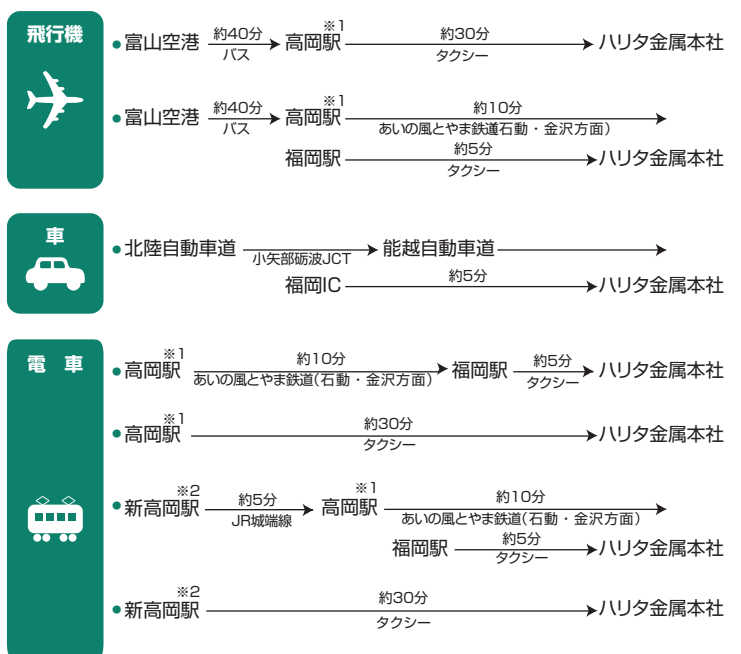 飛行機
※1
●富山空港 約40分 バス 高岡駅 約30分 タクシー ハリタ金属本社
※1
●富山空港 約40分 バス 高岡駅 約10分 あいの風とやま鉄道石動・金沢方面)
福岡駅 約5分 タクシー ハリタ金属本社
車
●北陸自動車道 小矢部砺波JCT 能越自動車道
福岡IC 約5分 ハリタ金属本社
電 車
※1
●高岡駅 約10分 あいの風とやま鉄道(石動・金沢方面) 福岡駅 約5分 タクシー ハリタ金属本社
※1
●高岡駅 約30分 タクシー ハリタ金属本社
※2 ※1
●新高岡駅 約5分 JR城端線 高岡駅 約10分 あいの風とやま鉄道(石動・金沢方面)
福岡駅 約5分 タクシー ハリタ金属本社
※2
●新高岡駅 約30分 タクシー ハリタ金属本社